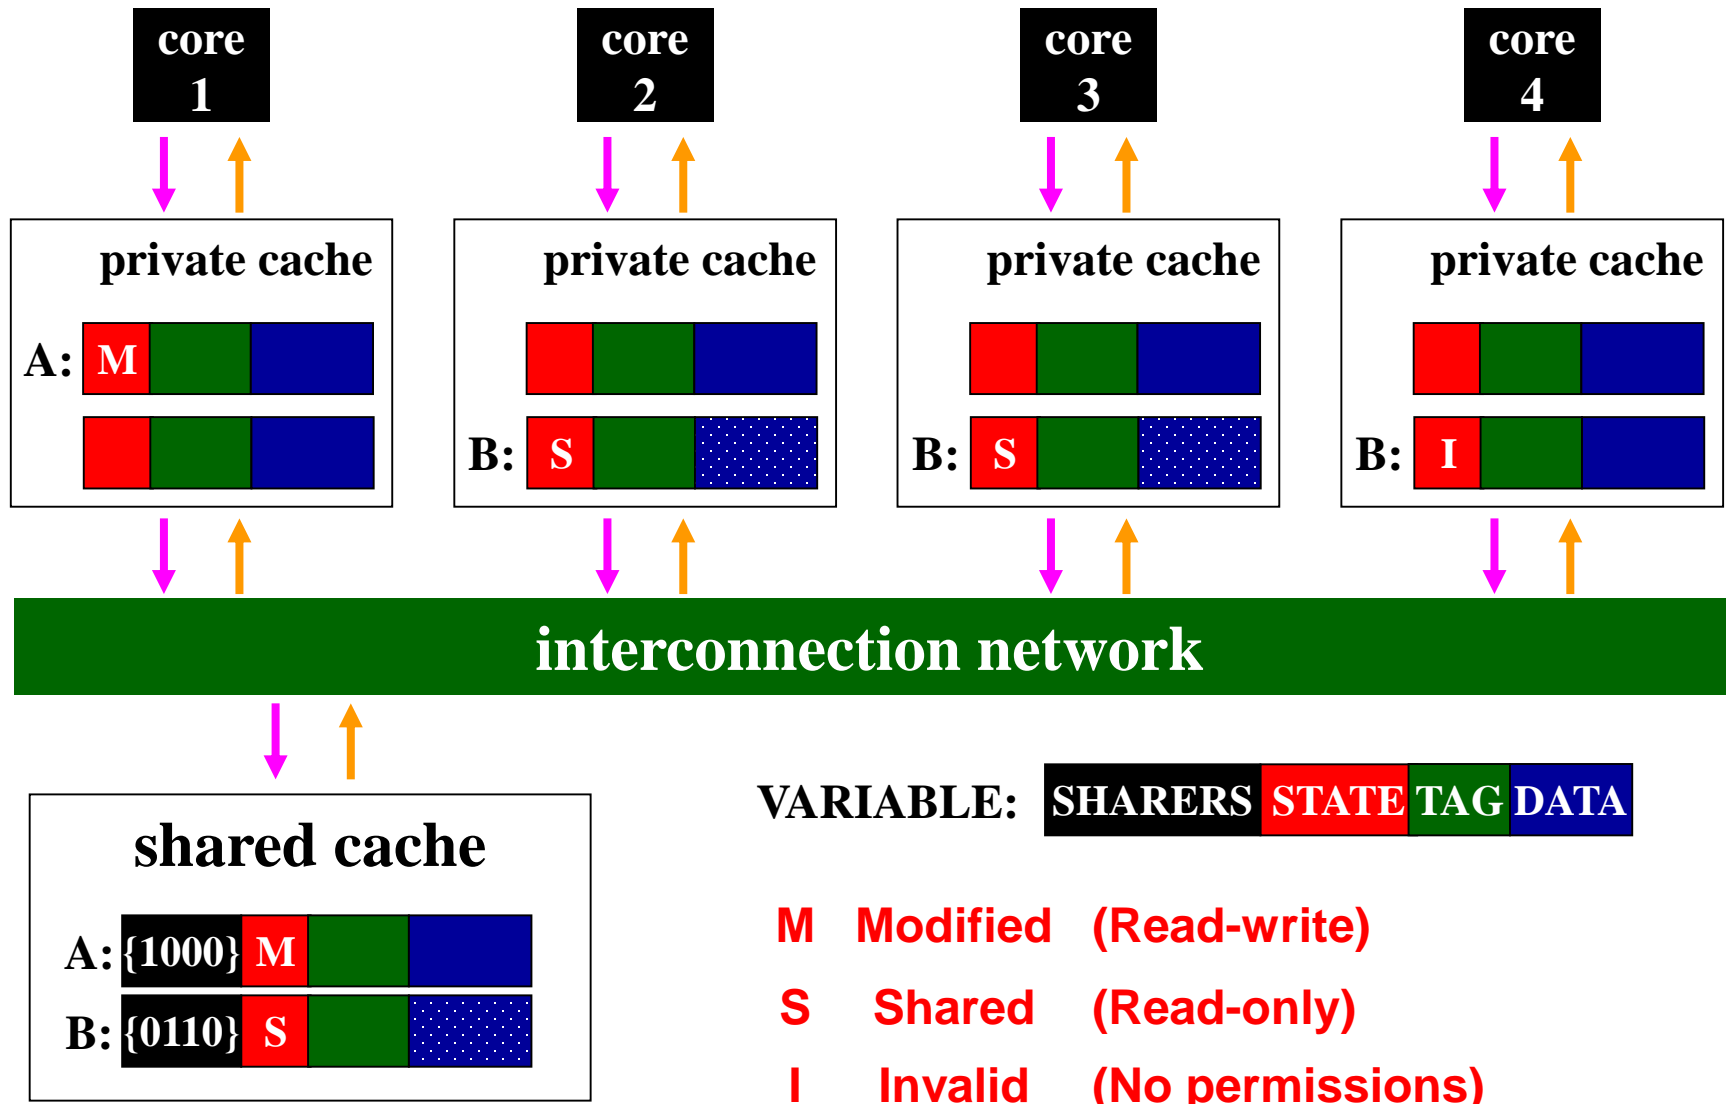 core
1
core
2
core
3
core
4
private cache
private cache
private cache
private cache
A: M
B: S
B: S
B: I
interconnection network
VARIABLE: SHARERS STATE TAG DATA
shared cache
A: {1000} M
B: {0110} S
M Modified (Read-write)
S Shared (Read-only)
I Invalid (No permissions)